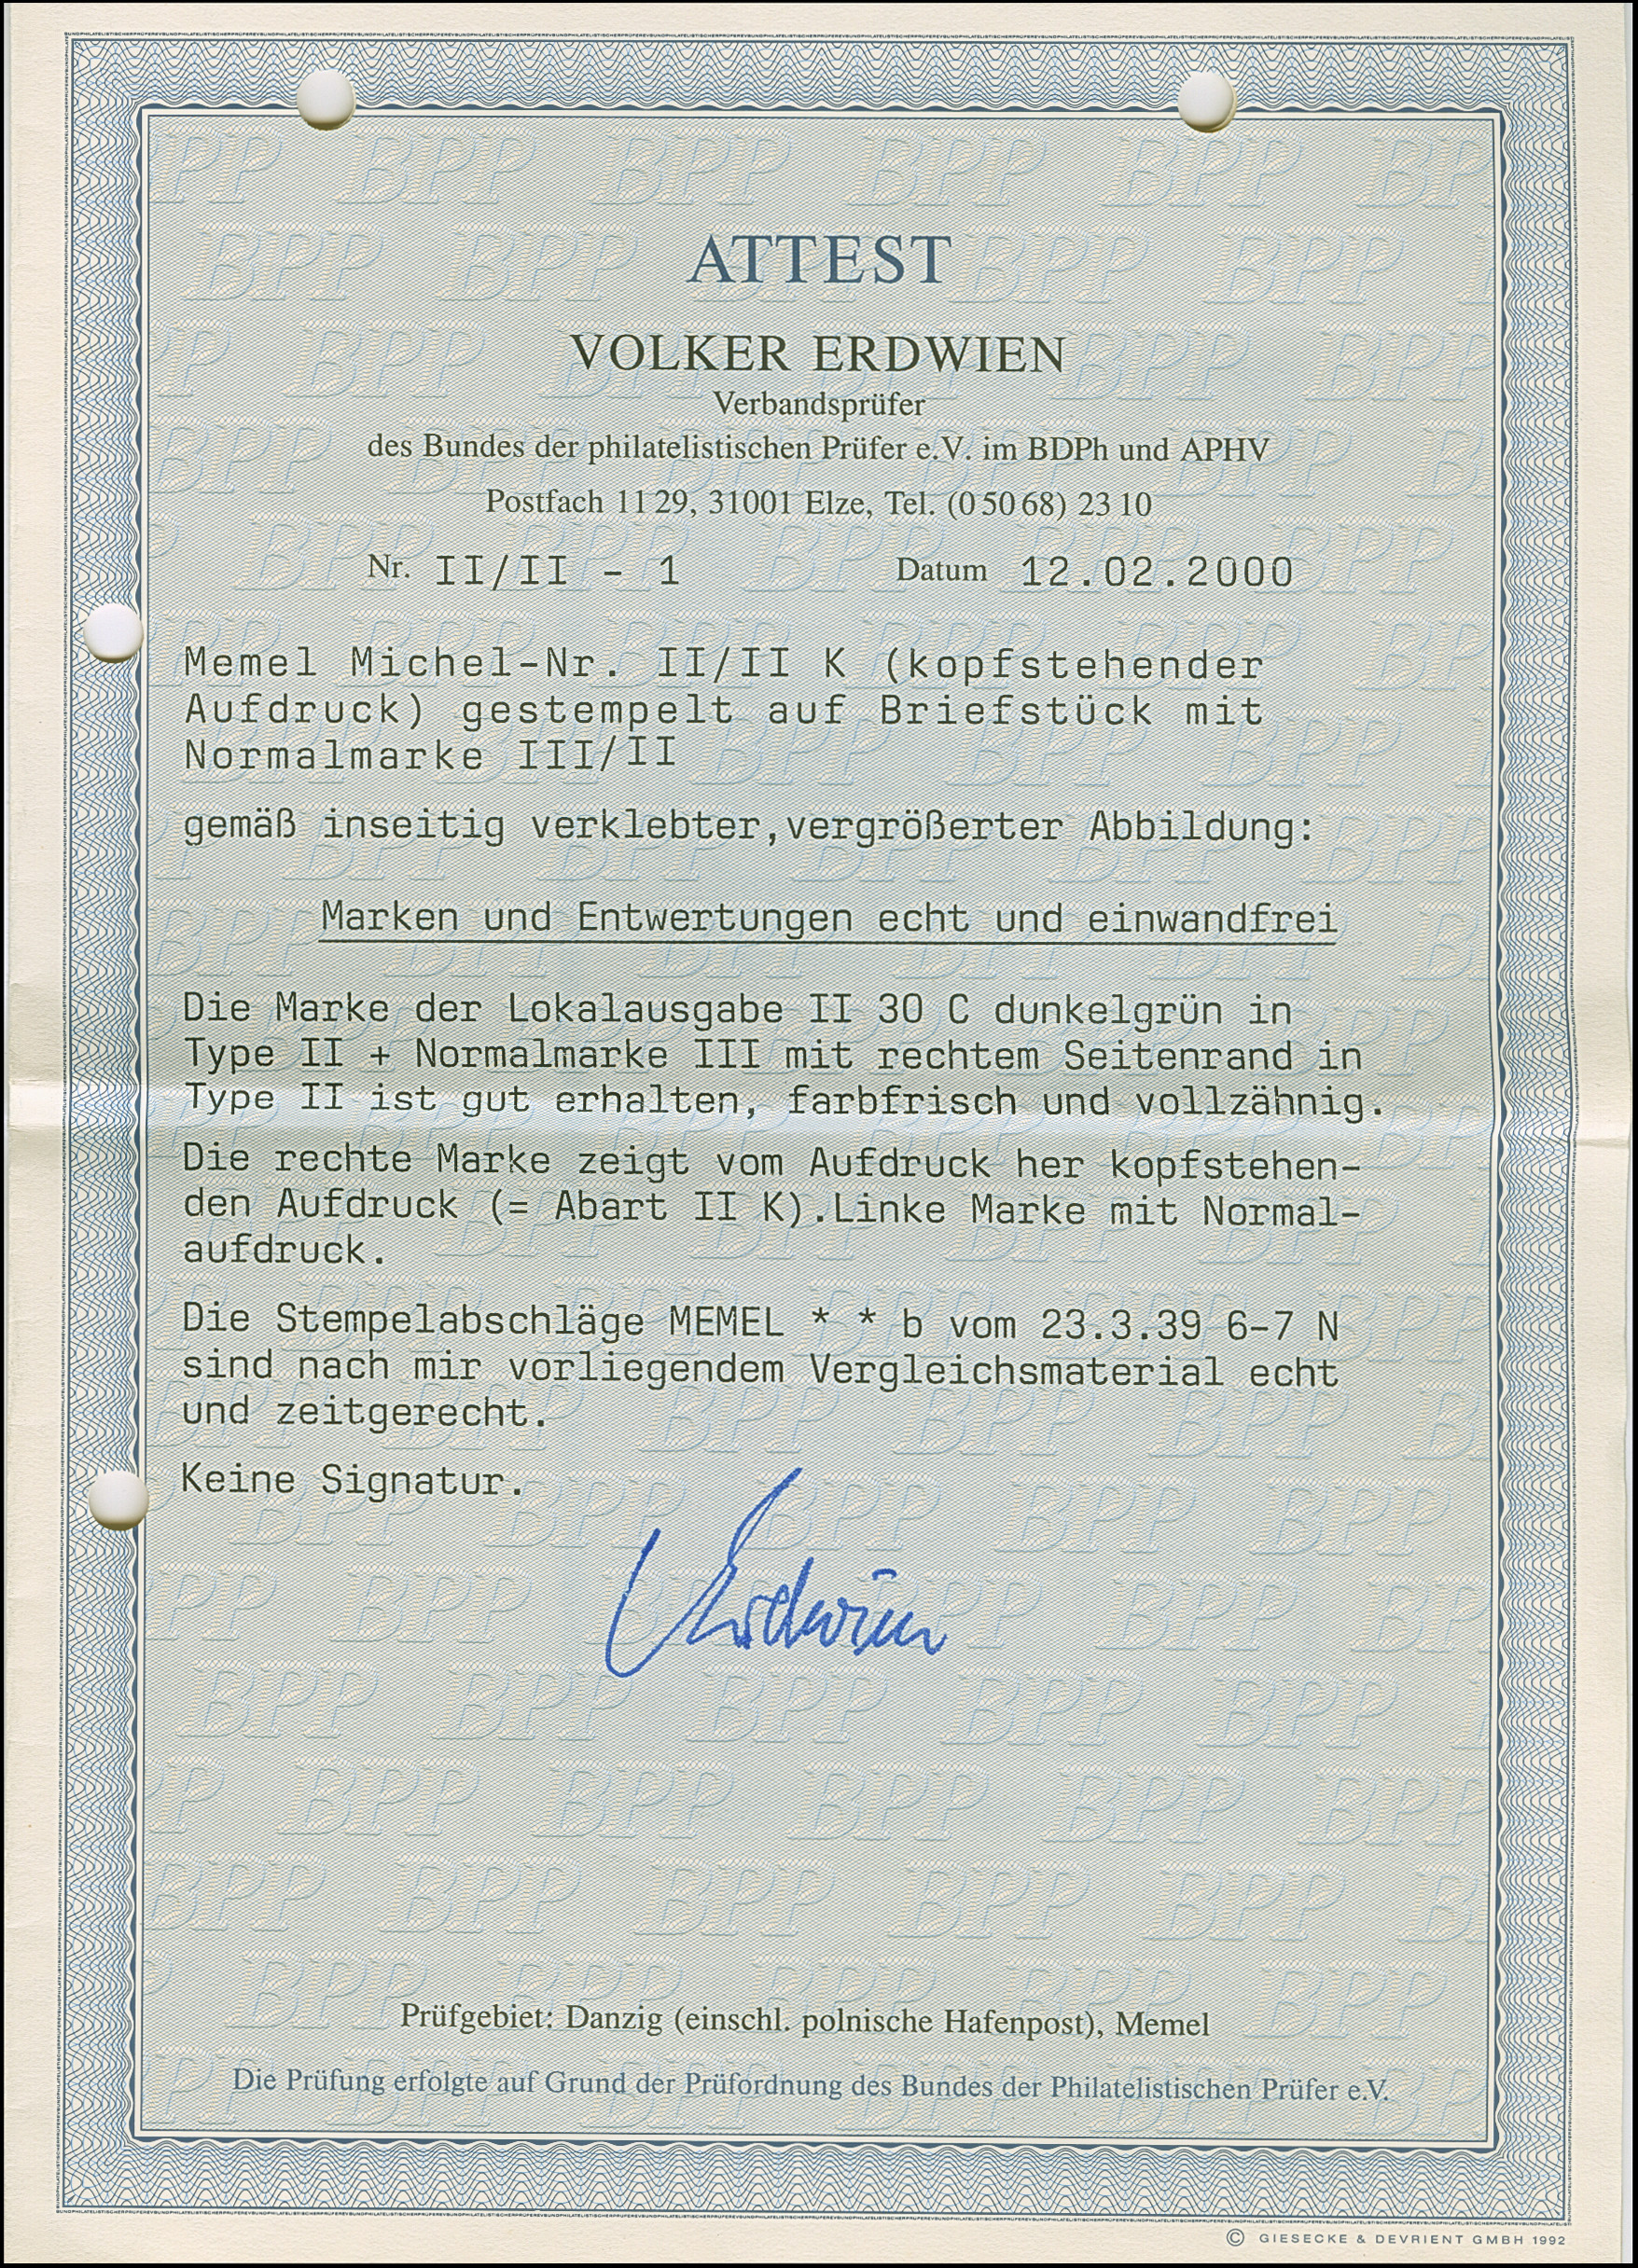 ATTEST
VOLKER ERDWIEN
Verbandsprüfer
des Bundes der philatelistischen Prüfer e.V. im BDPh und APHV
Postfach 11 29, 31001 Elze, Tel. (0 50 68) 23 10
Nr. II/II - 1 Datum 12.02.2000
Memel Michel-Nr. II/II K (kopfstehender
Aufdruck) gestempelt auf Briefstück mit
Normalmarke III/II
gemäß inseitig verklebter,vergrößerter Abbildung:
Marken und Entwertungen echt und einwandfrei
Die Marke der Lokalausgabe II 30 C dunkelgrün in
Type II + Normalmarke III mit rechtem Seitenrand in
Type II ist gut erhalten, farbfrisch und vollzähnig.
Die rechte Marke zeigt vom Aufdruck her kopfstehen-
den Aufdruck (= Abart II K).Linke Marke mit Normal-
aufdruck.
Die Stempelabschläge MEMEL * * b vom 23.3.39 6-7 N
sind nach mir vorliegendem Vergleichsmaterial echt
und zeitgerecht.
Keine Signatur.
Erdwien
Prüfgebiet: Danzig (einschl. polnische Hafenpost), Memel
Die Prüfung erfolgte auf Grund der Prüfordnung des Bundes der Philatelistischen Prüfer e.V.
© GIESECKE & DEVRIENT GMBH 1992